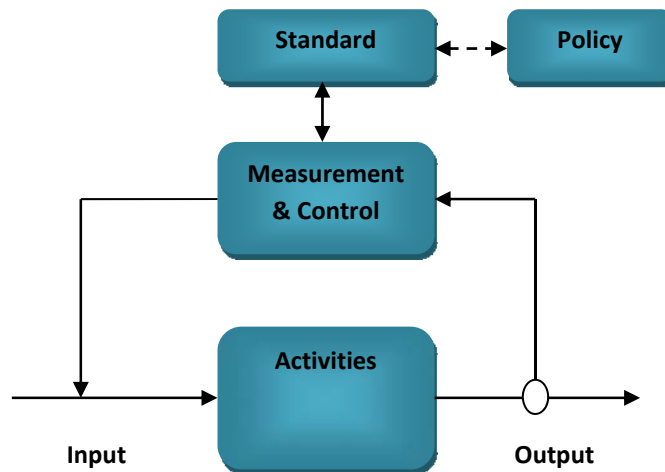 Standard
Policy
Measurement
& Control
Activities
Input
Output